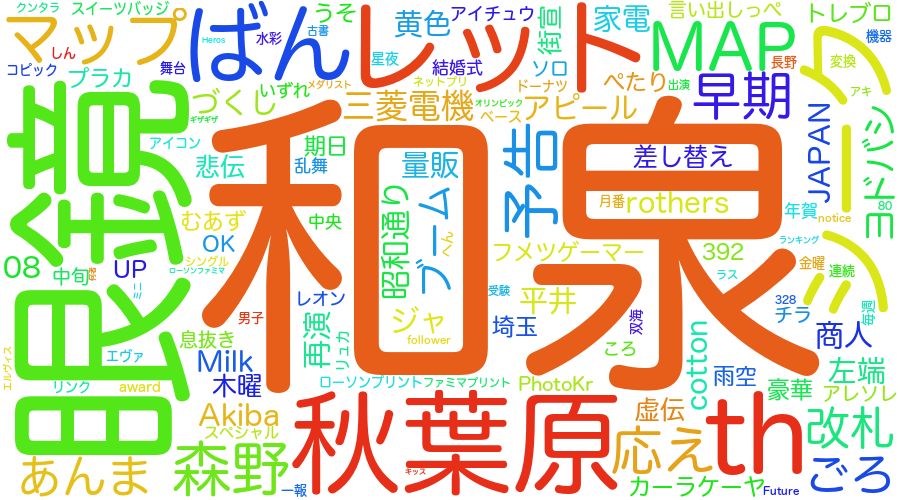 クンタラ スイーツバッジ うそ アイチュウ 言い出しっぺ トレブロ
マップ ばん レット 黄色 家電 機器
しん Heros 古書 街宣 MAP クーニツ
コピック 舞台 水彩 星夜 結婚式 ソロ 長野 変換
プラカ メダリスト ネットプリ ドーナツ ぺたり 出演 早期 アキ
眼鏡 づくし いずれ 三菱電機 オリンピック ベース アピール JAPAN ヨドバシ
ギザギザ 和泉
アイコン 期日 予告 差し替え
悲伝 乱舞 量販
むあず 中央 昭和通り ブーム 月番 rothers 年賀 80
OK へん notice
シングル フメツゲーマー 392 ランキング
08 中旬 有者 ローソンファミマ UP ラス 金曜 連続
ミニ レオン 受験 平井 328
男子 ジャ 埼玉 双海 チラ 毎週
息抜き 再演 リュカ follower ころ 商人
エルヴィス エヴァ Milk cotton 雨空 左端
リンク award 木曜 ローソンプリント ファミマプリント PhotoKr 豪華 アレソレ
Akiba 秋葉原 虚伝 th 改札
スペシャル
あんま 森野 キッス 応え ごろ
一報 カーラケーヤ Future